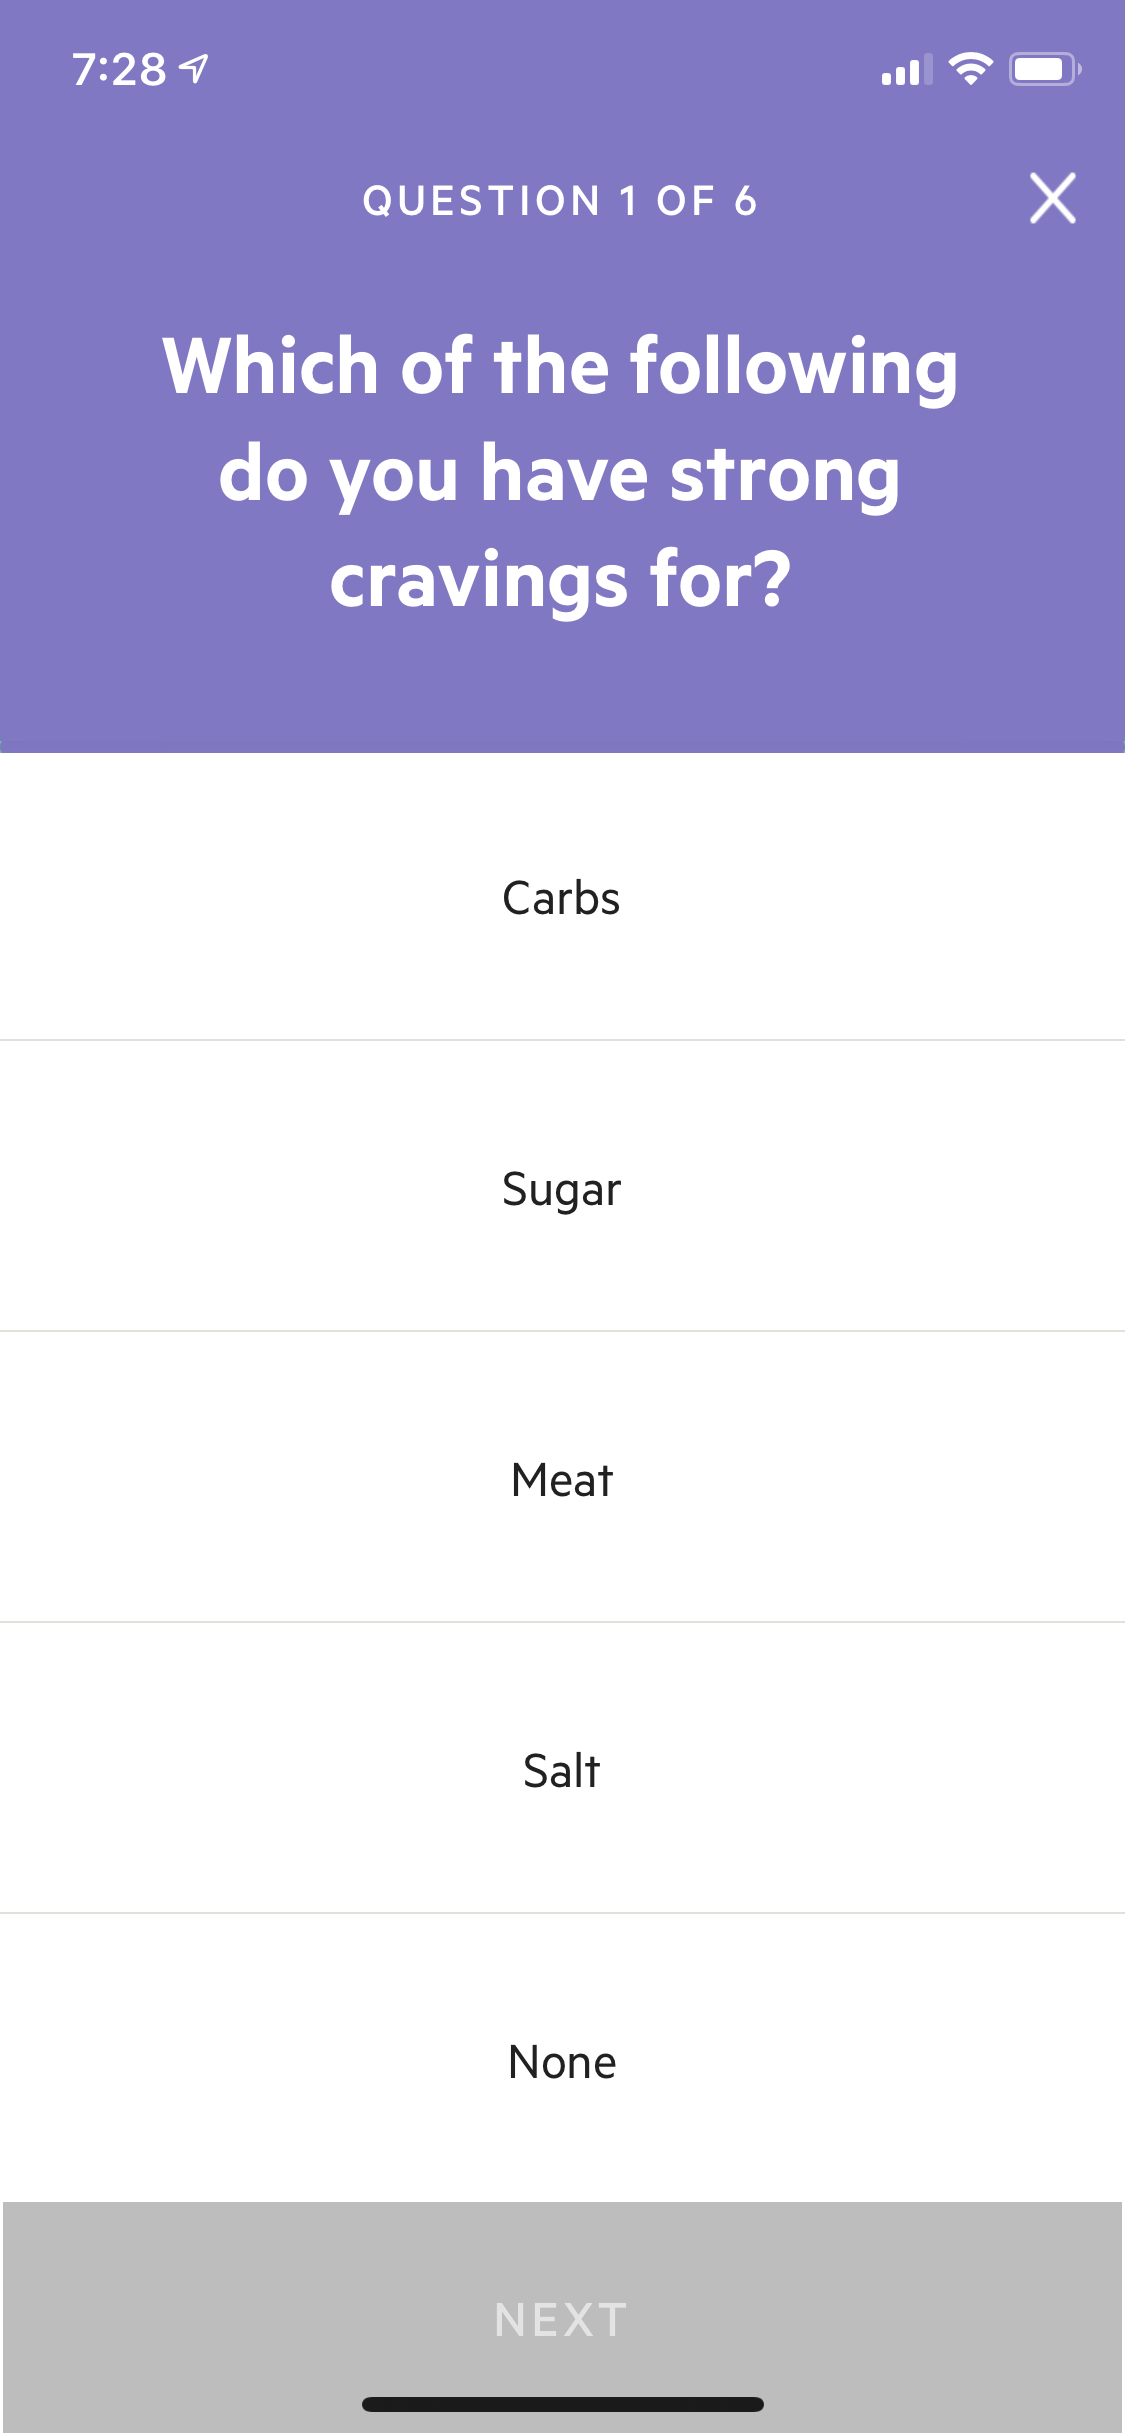 7:28
QUESTION 1 OF 6
Which of the following
do you have strong
cravings for?
Carbs
Sugar
Meat
Salt
None
NEXT